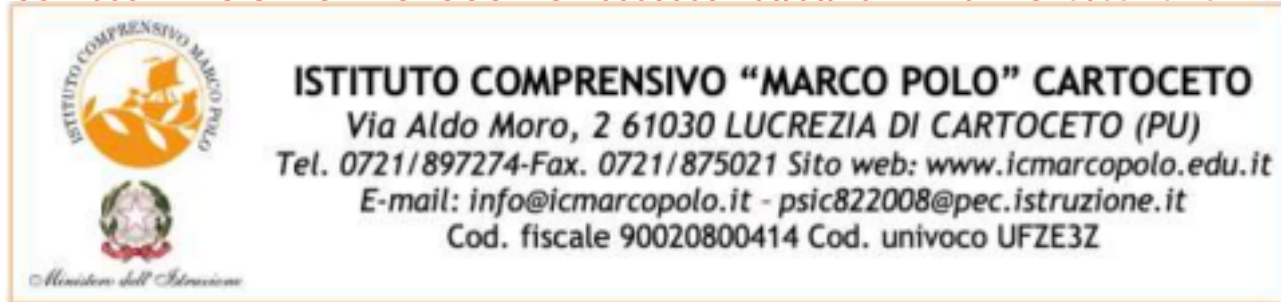 ISTITUTO COMPRENSIVO MARCO POLO
ISTITUTO COMPRENSIVO “MARCO POLO” CARTOCETO
Via Aldo Moro, 2 61030 LUCREZIA DI CARTOCETO (PU)
Tel. 0721/897274-Fax. 0721/875021 Sito web: www.icmarcopolo.edu.it
E-mail: info@icmarcopolo.it - psic822008@pec.istruzione.it
Cod. fiscale 90020800414 Cod. univoco UFZE3Z
Ministero dell' Istruzione